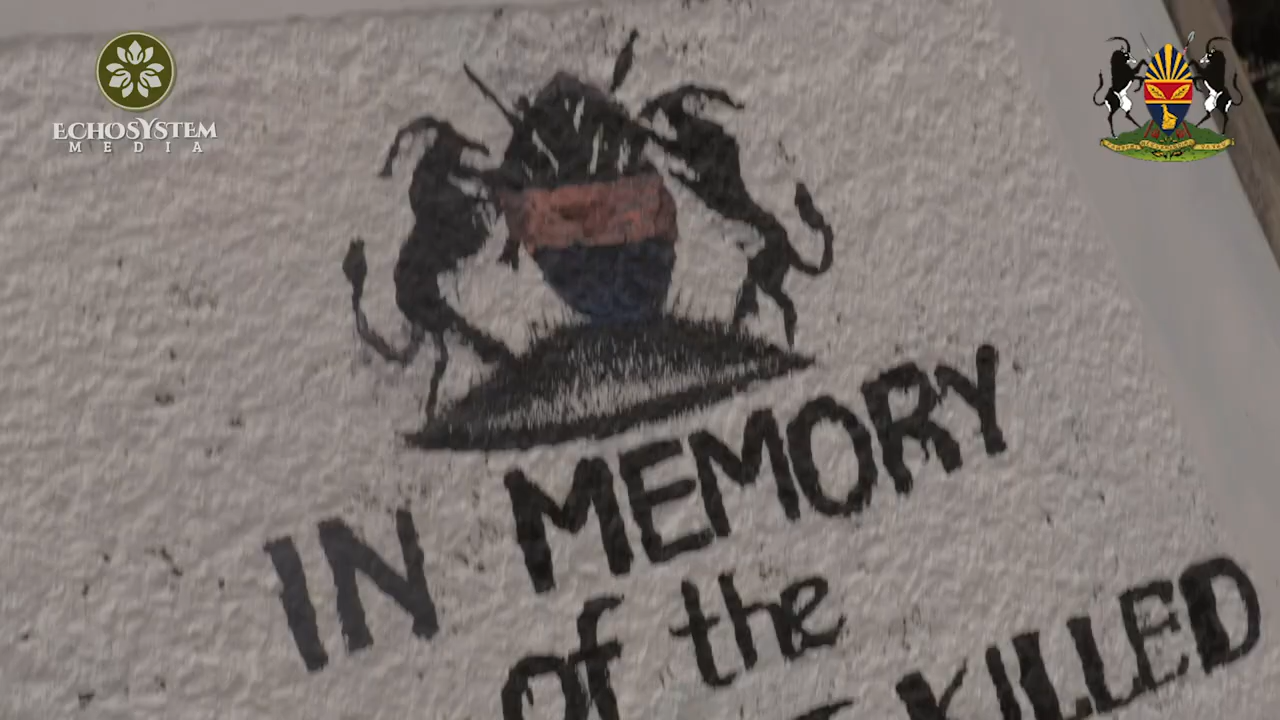 ECHOSYSTEM
MEDIA
IN MEMORY
of the
KILLED